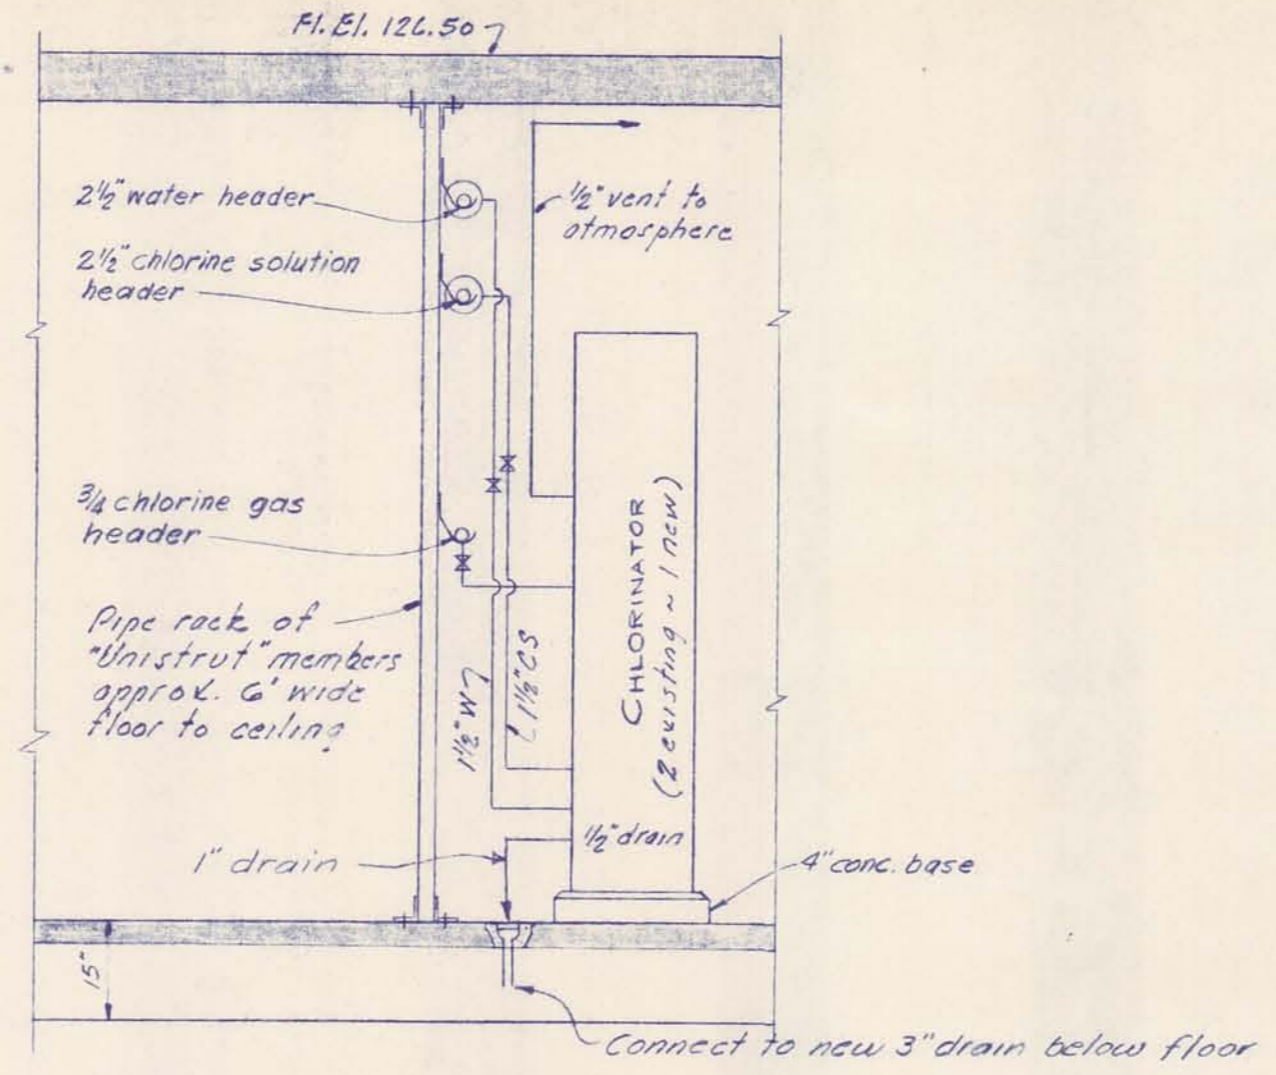 Fl. El. 126.50
2½" water header
2½" chlorine solution
header
½" vent to
atmosphere
¾ chlorine gas
header
Pipe rack of
"Unistrut" members
approx. 6' wide
floor to ceiling
1½" W
1½" CS
CHLORINATOR
(2 existing ~ 1 new)
½" drain
1" drain
4" conc. base
15"
Connect to new 3" drain below floor